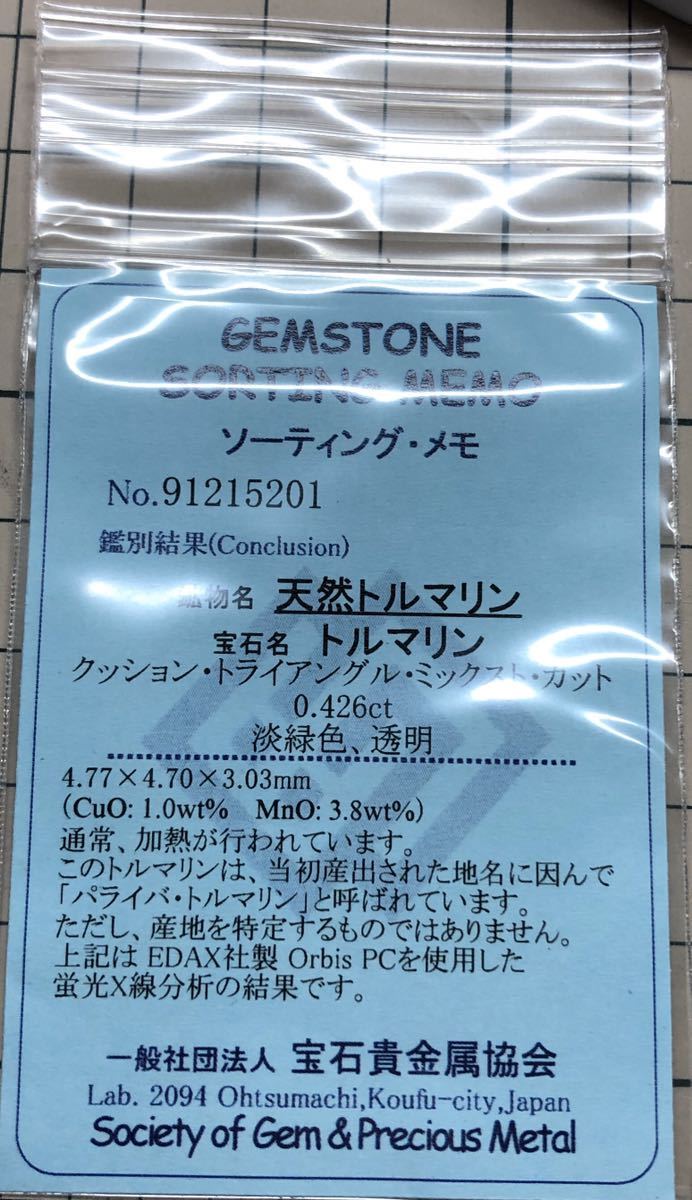 GEMSTONE
SORTING MEMO
ソーティング・メモ
No.91215201
鑑別結果(Conclusion)
鉱物名 天然トルマリン
宝石名 トルマリン
クッション・トライアングル・ミックスト・カット
0.426ct
淡緑色、透明
4.77×4.70×3.03mm
(CuO: 1.0wt% MnO: 3.8wt%)
通常、加熱が行われています。
このトルマリンは、当初産出された地名に因んで
「パライバ・トルマリン」と呼ばれています。
ただし、産地を特定するものではありません。
上記は EDAX社製 Orbis PCを使用した
蛍光X線分析の結果です。
一般社団法人 宝石貴金属協会
Lab. 2094 Ohtsumachi,Koufu-city,Japan
Society of Gem & Precious Metal